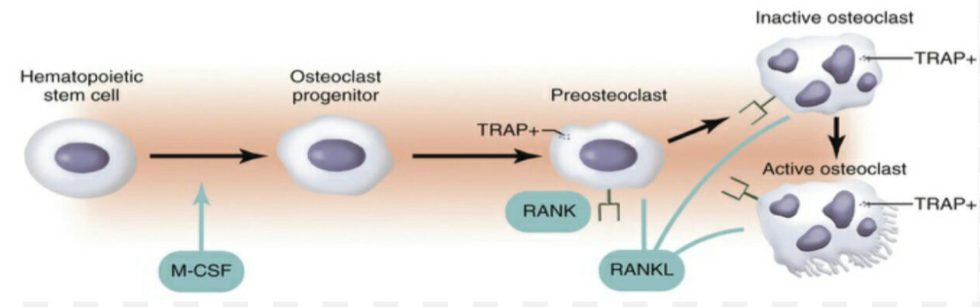 Inactive osteoclast
TRAP+
Hematopoietic
stem cell
Osteoclast
progenitor
Preosteoclast
TRAP+
Active osteoclast
TRAP+
RANK
M-CSF
RANKL